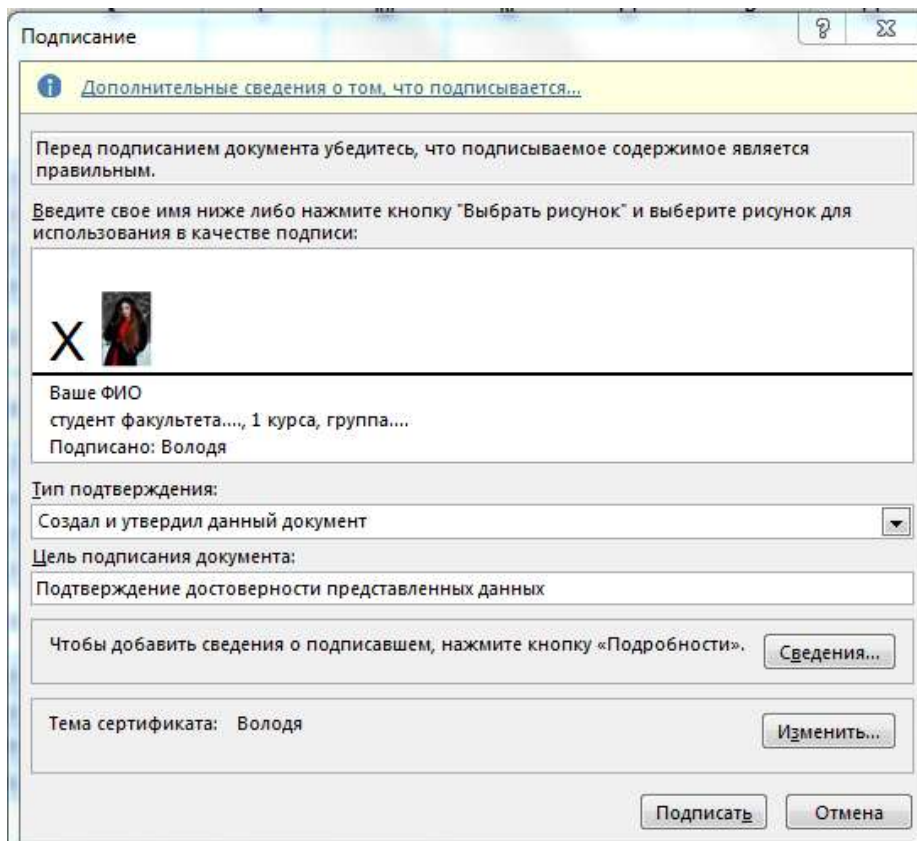 Подписание
Дополнительные сведения о том, что подписывается...
Перед подписанием документа убедитесь, что подписываемое содержимое является
правильным.
Введите свое имя ниже либо нажмите кнопку "Выбрать рисунок" и выберите рисунок для
использования в качестве подписи:
X
Ваше ФИО
студент факультета...., 1 курса, группа....
Подписано: Володя
Тип подтверждения:
Создал и утвердил данный документ
Цель подписания документа:
Подтверждение достоверности представленных данных
Чтобы добавить сведения о подписавшем, нажмите кнопку «Подробности». Сведения...
Тема сертификата: Володя Изменить...
Подписать Отмена